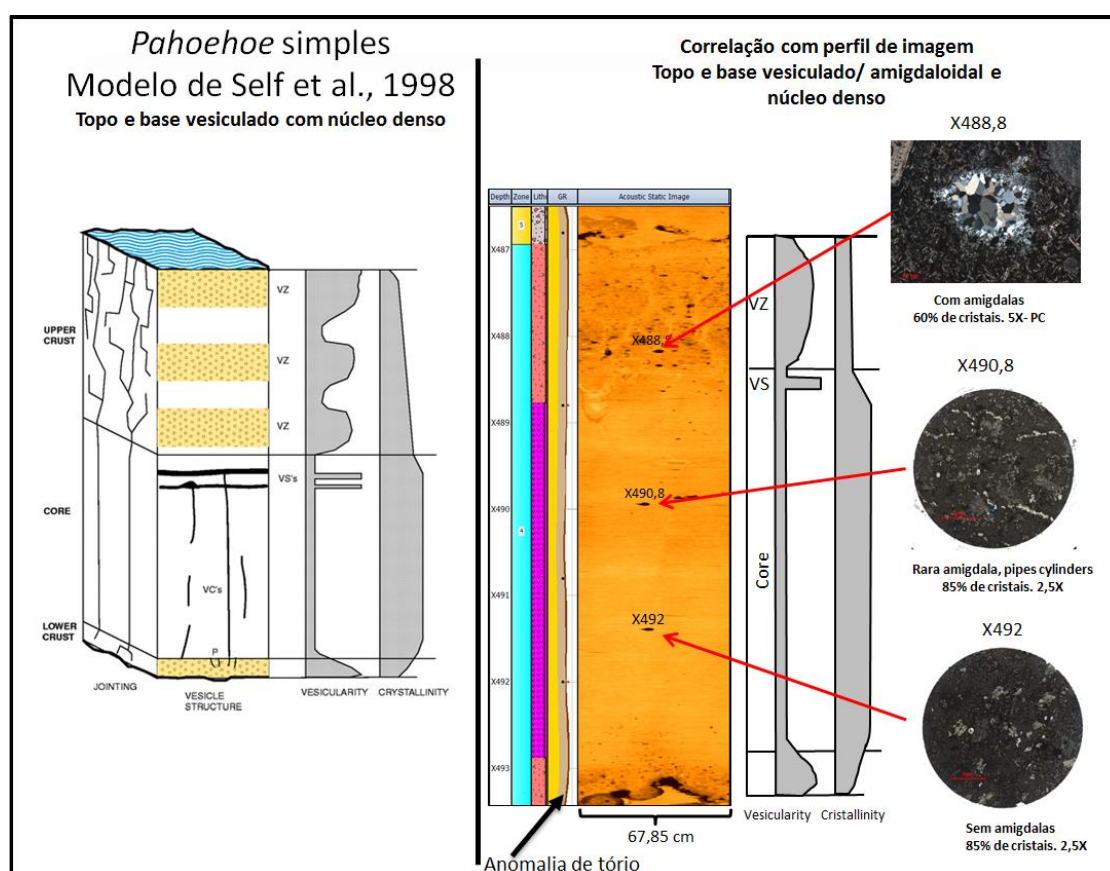 Pahoehoe simples
Modelo de Self et al., 1998
Topo e base vesiculado com núcleo denso
UPPER
CRUST
CORE
LOWER
CRUST
VZ
VZ
VZ
VS's
VC's
P
JOINTING
VESICLE
STRUCTURE
VESICULARITY
CRYSTALLINITY
Correlação com perfil de imagem
Topo e base vesiculado/ amigdaloidal e
núcleo denso
Depth
Zone
Litho
GR
Acoustic Static Image
5
X487
X488
X489
X490
4
X491
X492
X493
X488,8
X490,8
X492
67,85 cm
Anomalia de tório
VZ
VS
Core
Vesicularity
Cristallinity
X488,8
Com amigdalas
60% de cristais. 5X- PC
X490,8
Rara amigdala, pipes cylinders
85% de cristais. 2,5X
X492
Sem amigdalas
85% de cristais. 2,5X